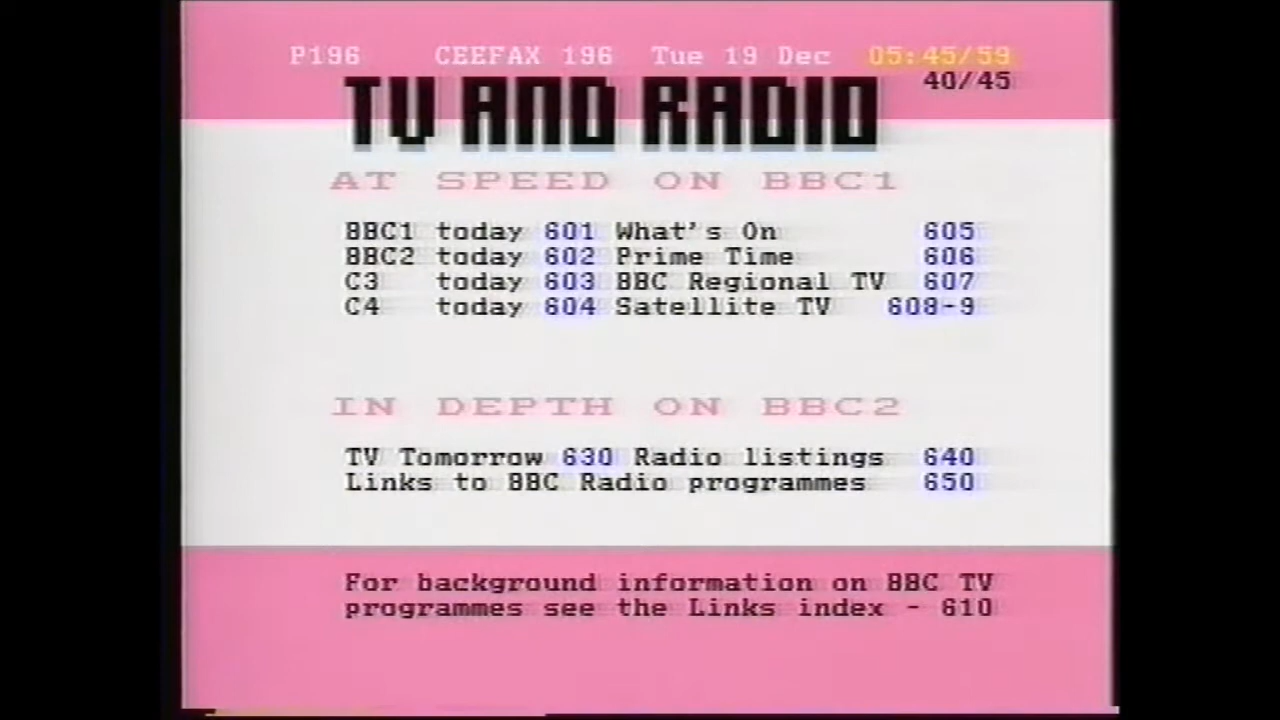 P196 CEEFAX 196 Tue 19 Dec 05:45/59
40/45
TV AND RADIO
AT SPEED ON BBC1
BBC1 today 601 What's On 605
BBC2 today 602 Prime Time 606
C3 today 603 BBC Regional TV 607
C4 today 604 Satellite TV 608-9
IN DEPTH ON BBC2
TV Tomorrow 630 Radio listings 640
Links to BBC Radio programmes 650
For background information on BBC TV
programmes see the Links index - 610